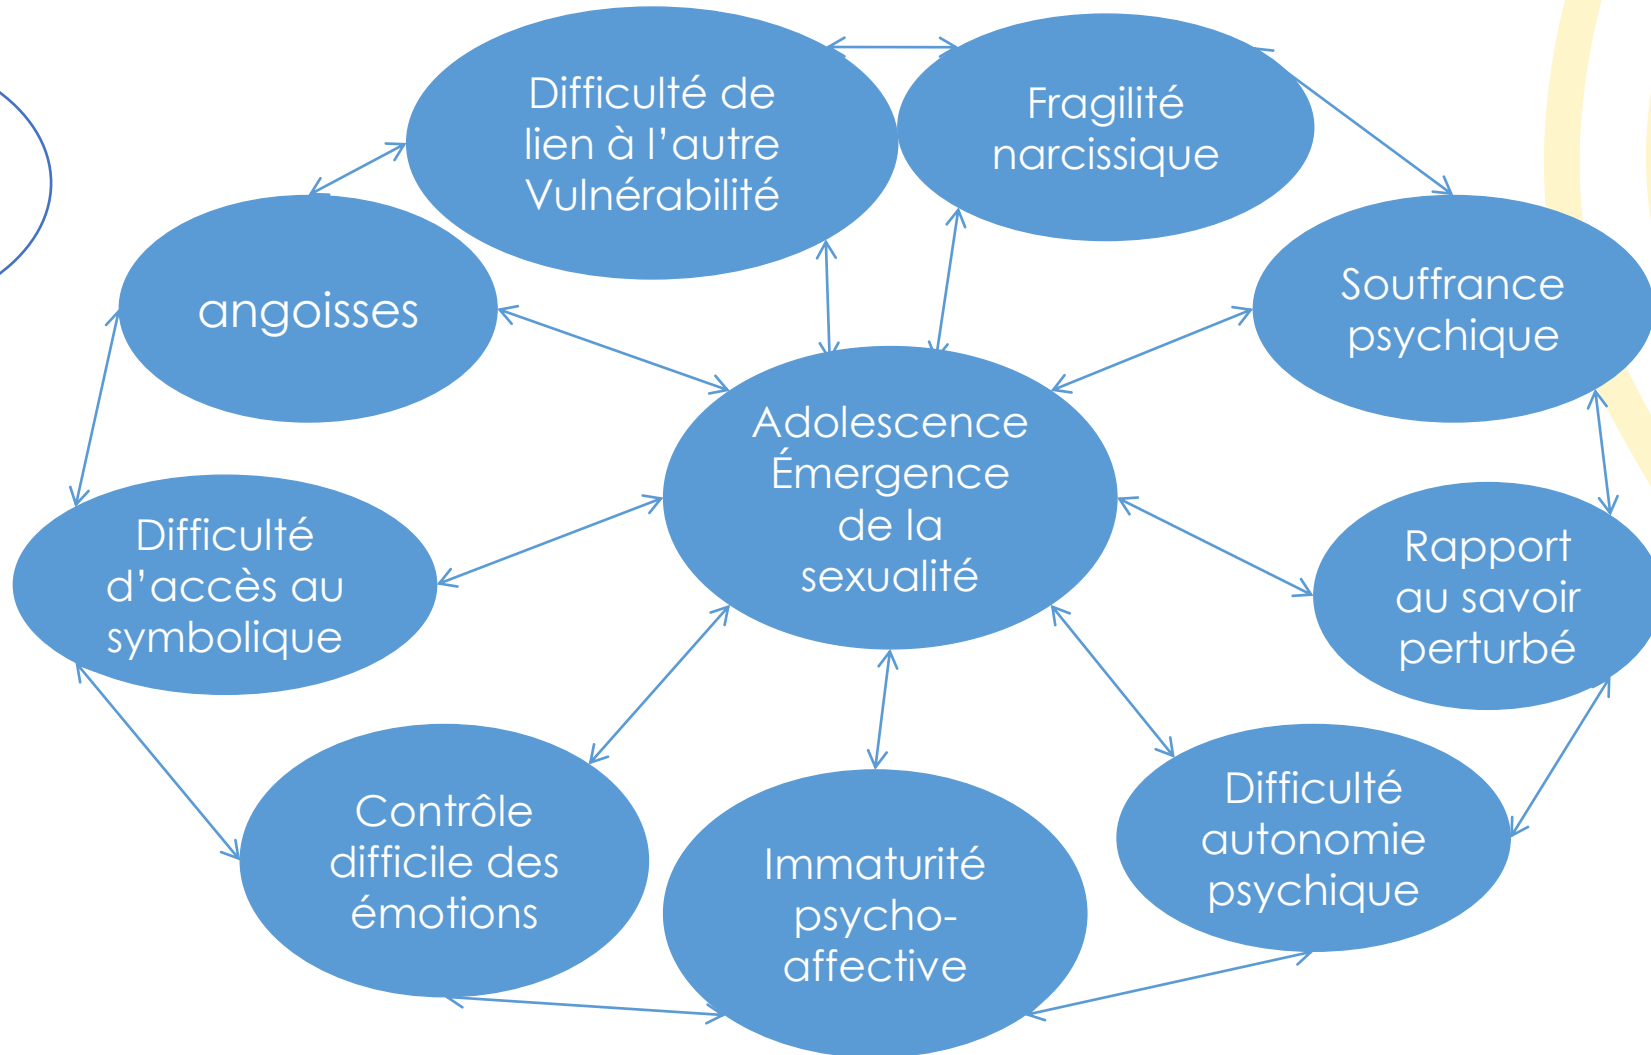 Difficulté de
lien à l’autre
Vulnérabilité
Fragilité
narcissique
angoisses
Souffrance
psychique
Adolescence
Émergence
de la
sexualité
Difficulté
d’accès au
symbolique
Rapport
au savoir
perturbé
Contrôle
difficile des
émotions
Immaturité
psycho-
affective
Difficulté
autonomie
psychique